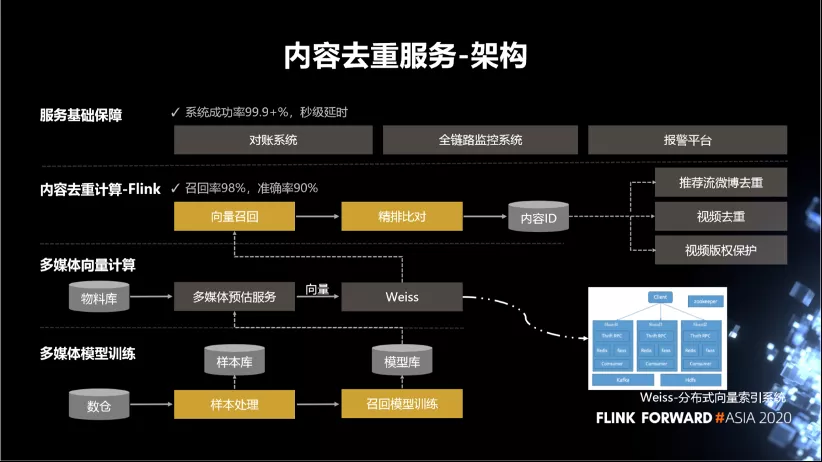 内容去重服务-架构
服务基础保障
✓ 系统成功率99.9+%，秒级延时
对账系统
全链路监控系统
报警平台
内容去重计算-Flink
✓ 召回率98%，准确率90%
向量召回
精排比对
内容ID
推荐流微博去重
视频去重
视频版权保护
多媒体向量计算
物料库
多媒体预估服务
向量
Weiss
多媒体模型训练
样本库
模型库
数仓
样本处理
召回模型训练
Client
zookeeper
Thrift-RPC
Thrift-RPC
Thrift-RPC
Redis
Faiss
Redis
Faiss
Redis
Faiss
Consumer
Consumer
Consumer
Kafka
Hdfs
Weiss-分布式向量索引系统
FLINK FORWARD #ASIA 2020